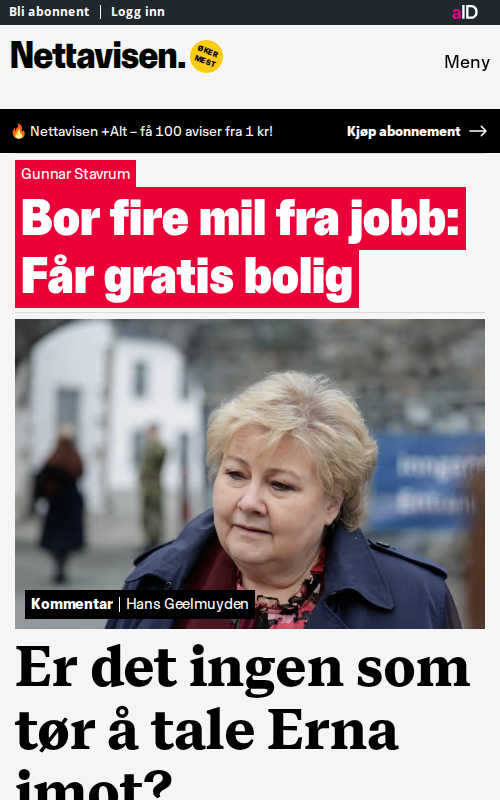 Bli abonnent | Logg inn
aID
Nettavisen.
ØKER
MEST
Meny
🔥 Nettavisen +Alt – få 100 aviser fra 1 kr!
Kjøp abonnement →
Gunnar Stavrum
Bor fire mil fra jobb:
Får gratis bolig
Kommentar | Hans Geelmuyden
Er det ingen som
tør å tale Erna
imot?